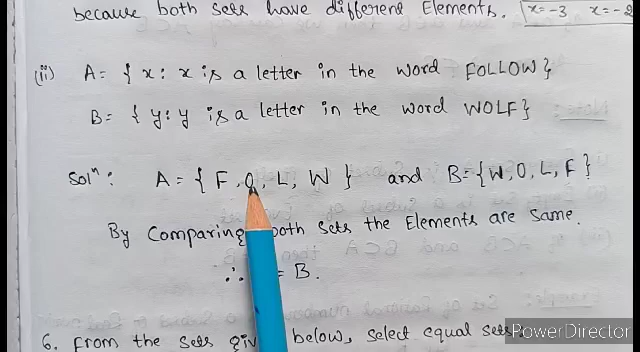 because both sets have different Elements. x=-3 x=-2
(ii) A = { x : x is a letter in the word FOLLOW}
B = { y : y is a letter in the word WOLF}
Solⁿ : A = { F, O, L, W } and B = {W, O, L, F}
By Comparing both sets the Elements are same.
∴ = B.
6. From the sets given below, select equal sets
PowerDirector